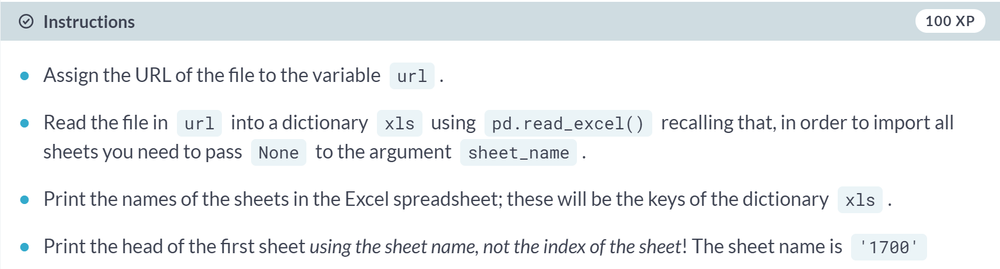 Instructions 100 XP
Assign the URL of the file to the variable url .
Read the file in url into a dictionary xls using pd.read_excel() recalling that, in order to import all
sheets you need to pass None to the argument sheet_name .
Print the names of the sheets in the Excel spreadsheet; these will be the keys of the dictionary xls .
Print the head of the first sheet using the sheet name, not the index of the sheet! The sheet name is '1700'